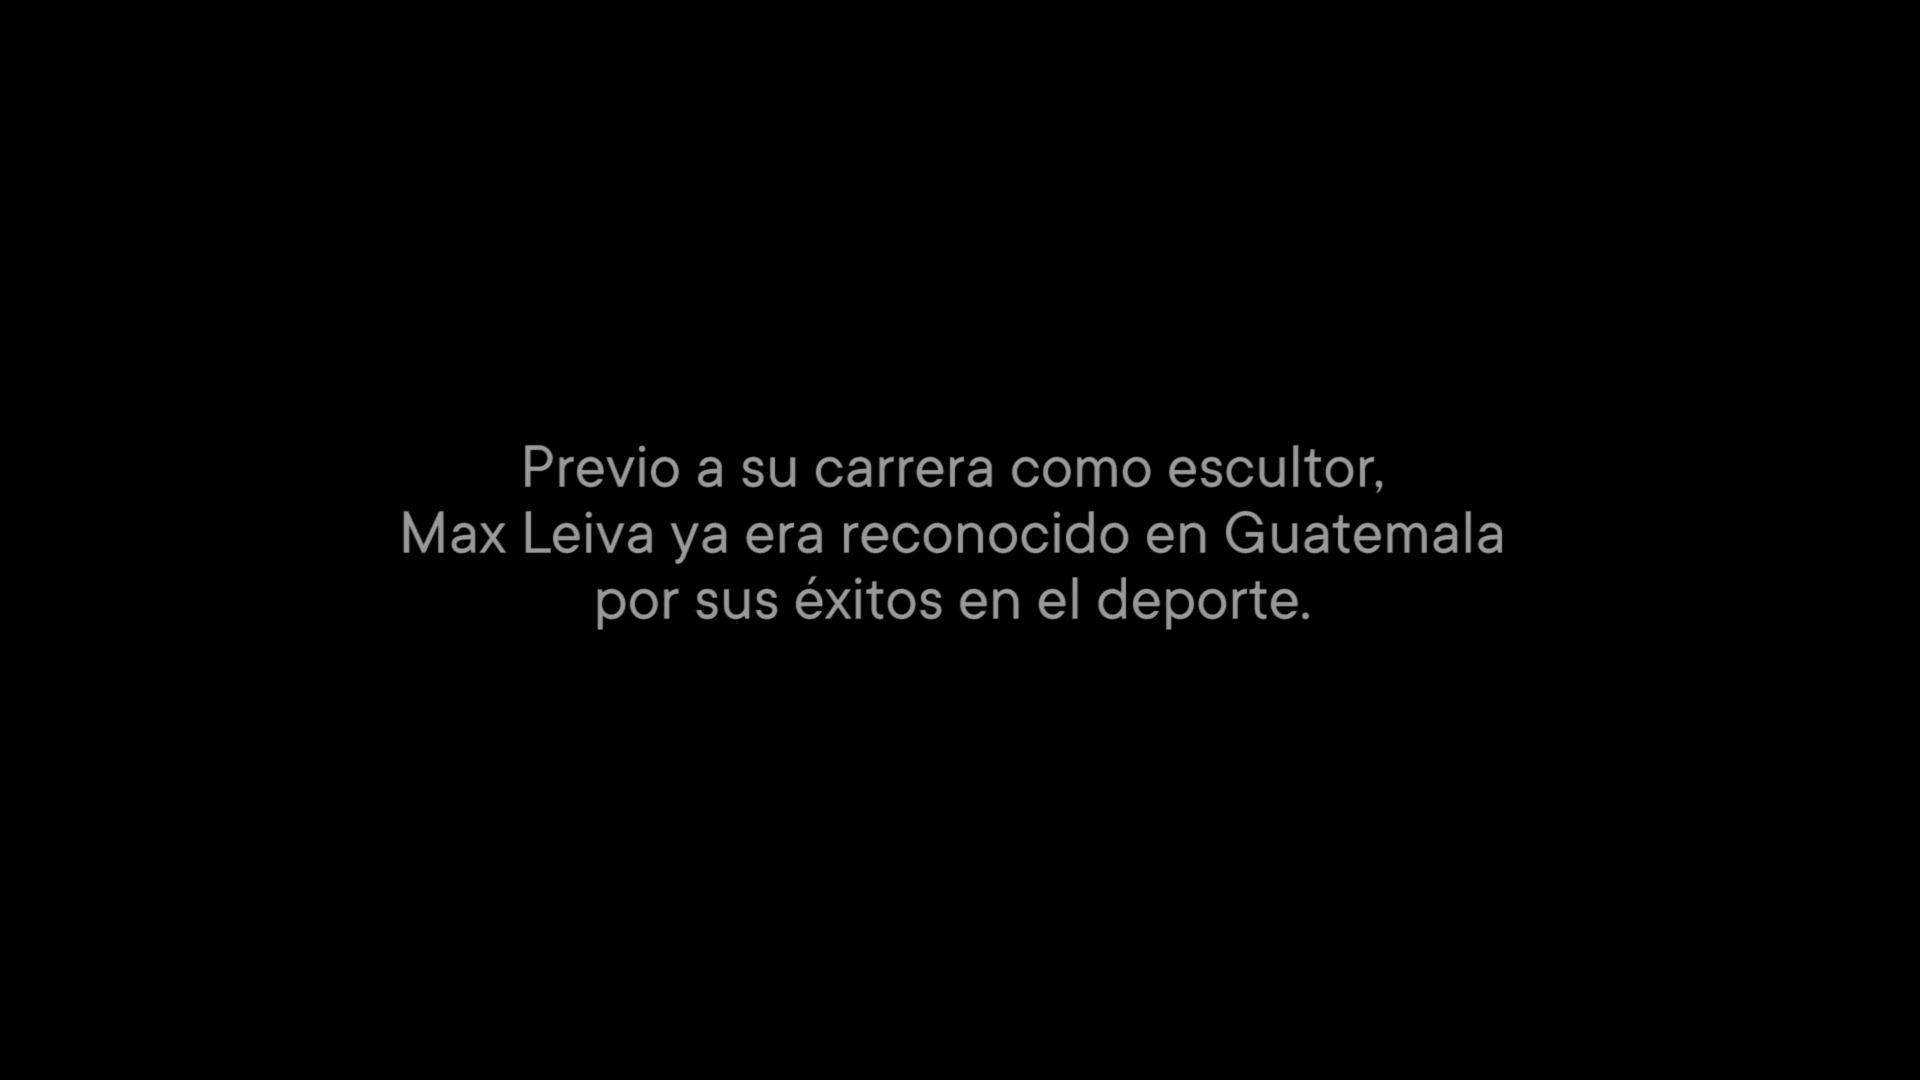 Previo a su carrera como escultor,
Max Leiva ya era reconocido en Guatemala
por sus éxitos en el deporte.